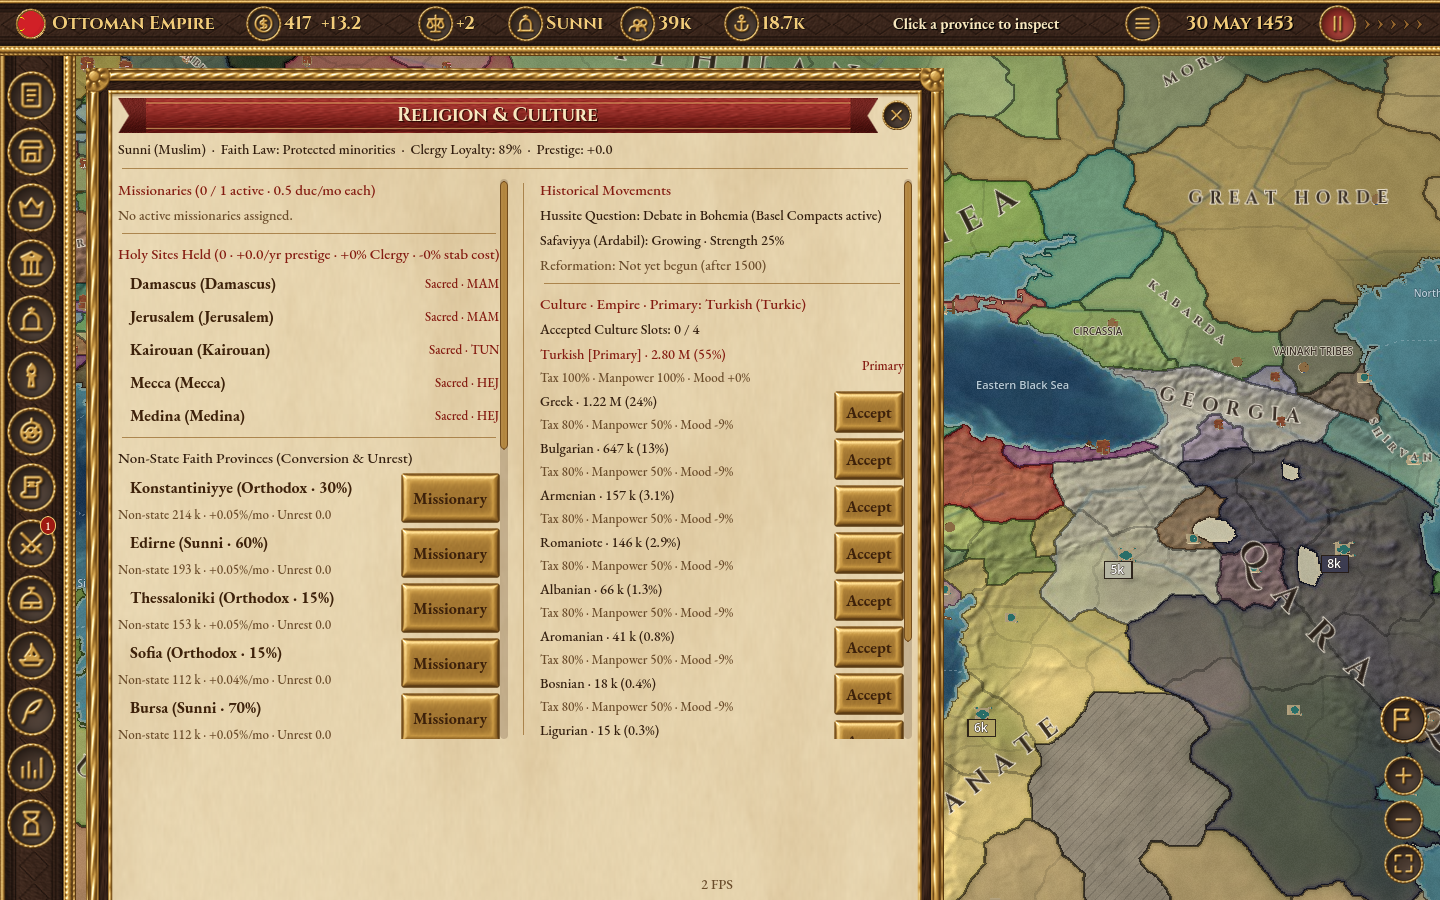 OTTOMAN EMPIRE
417 +13.2
+2
SUNNI
39K
18.7K
Click a province to inspect
30 MAY 1453
RELIGION & CULTURE
Sunni (Muslim) · Faith Law: Protected minorities · Clergy Loyalty: 89% · Prestige: +0.0
Missionaries (0 / 1 active · 0.5 duc/mo each)
No active missionaries assigned.
Holy Sites Held (0 · +0.0/yr prestige · +0% Clergy · -0% stab cost)
Damascus (Damascus)
Sacred · MAM
Jerusalem (Jerusalem)
Sacred · MAM
Kairouan (Kairouan)
Sacred · TUN
Mecca (Mecca)
Sacred · HEJ
Medina (Medina)
Sacred · HEJ
Non-State Faith Provinces (Conversion & Unrest)
Konstantiniyye (Orthodox · 30%)
Non-state 214 k · +0.05%/mo · Unrest 0.0
Missionary
Edirne (Sunni · 60%)
Non-state 193 k · +0.05%/mo · Unrest 0.0
Missionary
Thessaloniki (Orthodox · 15%)
Non-state 153 k · +0.05%/mo · Unrest 0.0
Missionary
Sofia (Orthodox · 15%)
Non-state 112 k · +0.04%/mo · Unrest 0.0
Missionary
Bursa (Sunni · 70%)
Non-state 112 k · +0.05%/mo · Unrest 0.0
Missionary
Historical Movements
Hussite Question: Debate in Bohemia (Basel Compacts active)
Safaviyya (Ardabil): Growing · Strength 25%
Reformation: Not yet begun (after 1500)
Culture · Empire · Primary: Turkish (Turkic)
Accepted Culture Slots: 0 / 4
Turkish [Primary] · 2.80 M (55%)
Tax 100% · Manpower 100% · Mood +0%
Primary
Greek · 1.22 M (24%)
Tax 80% · Manpower 50% · Mood -9%
Accept
Bulgarian · 647 k (13%)
Tax 80% · Manpower 50% · Mood -9%
Accept
Armenian · 157 k (3.1%)
Tax 80% · Manpower 50% · Mood -9%
Accept
Romaniote · 146 k (2.9%)
Tax 80% · Manpower 50% · Mood -9%
Accept
Albanian · 66 k (1.3%)
Tax 80% · Manpower 50% · Mood -9%
Accept
Aromanian · 41 k (0.8%)
Tax 80% · Manpower 50% · Mood -9%
Accept
Bosnian · 18 k (0.4%)
Tax 80% · Manpower 50% · Mood -9%
Accept
Ligurian · 15 k (0.3%)
2 FPS
1
GREAT HORDE
KABARDA
CIRCASSIA
VAINAKH TRIBES
Eastern Black Sea
GEORGIA
SHIRVAN
North
5k
8k
6k
QARA